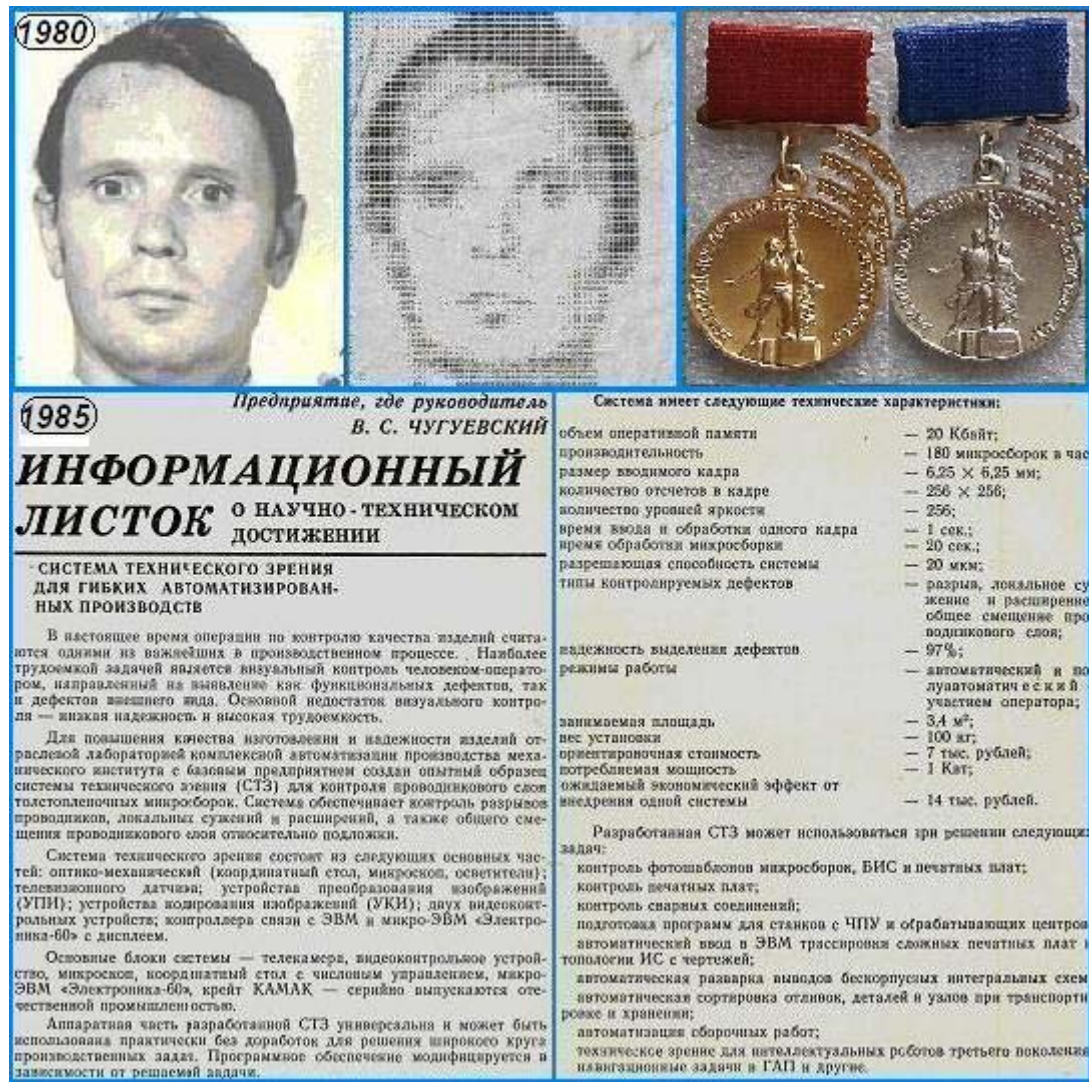 1980
1985
Предприятие, где руководитель
В. С. ЧУГУЕВСКИЙ
ИНФОРМАЦИОННЫЙ
ЛИСТОК О НАУЧНО-ТЕХНИЧЕСКОМ
ДОСТИЖЕНИИ
СИСТЕМА ТЕХНИЧЕСКОГО ЗРЕНИЯ
ДЛЯ ГИБКИХ АВТОМАТИЗИРОВАН-
НЫХ ПРОИЗВОДСТВ
В настоящее время операции по контролю качества изделий счита-
ются одними из важнейших в производственном процессе. Наиболее
трудоемкой задачей является визуальный контроль человеком-операто-
ром, направленный на выявление как функциональных дефектов, так
и дефектов внешнего вида. Основной недостаток визуального контро-
ля — низкая надежность и высокая трудоемкость.
Для повышения качества изготовления и надежности изделий от-
раслевой лабораторией комплексной автоматизации производства меха-
нического института с базовым предприятием создан опытный образец
системы технического зрения (СТЗ) для контроля проводникового слоя
толстопленочных микросборок. Система обеспечивает контроль разрывов
проводников, локальных сужений и расширений, а также общего сме-
щения проводникового слоя относительно подложки.
Система технического зрения состоит из следующих основных час-
тей: оптико-механической (координатный стол, микроскоп, осветители);
телевизионного датчика; устройства преобразования изображений
(УПИ); устройства кодирования изображений (УКИ); двух видеоконт-
рольных устройств; контроллера связи с ЭВМ и микро-ЭВМ «Электро-
ника-60» с дисплеем.
Основные блоки системы — телекамера, видеоконтрольное устрой-
ство, микроскоп, координатный стол с числовым управлением, микро-
ЭВМ «Электроника-60», крейт КАМАК — серийно выпускаются оте-
чественной промышленностью.
Аппаратная часть разработанной СТЗ универсальна и может быть
использована практически без доработок для решения широкого круга
производственных задач. Программное обеспечение модифицируется в
зависимости от решаемой задачи.
Система имеет следующие технические характеристики:
объем оперативной памяти — 20 Кбайт;
производительность — 180 микросборок в час
размер вводимого кадра — 6,25 × 6,25 мм;
количество отсчетов в кадре — 256 × 256;
количество уровней яркости — 256;
время ввода и обработки одного кадра — 1 сек.;
время обработки микросборки — 20 сек.;
разрешающая способность системы — 20 мкм;
типы контролируемых дефектов — разрыв, локальное су
жение и расширение
общее смещение про
водникового слоя;
надежность выделения дефектов — 97%;
режимы работы — автоматический и по
луавтоматический
участием оператора;
занимаемая площадь — 3,4 м²;
вес установки — 100 кг;
ориентировочная стоимость — 7 тыс. рублей;
потребляемая мощность — 1 Квт;
ожидаемый экономический эффект от
внедрения одной системы — 14 тыс. рублей.
Разработанная СТЗ может использоваться при решении следующих
задач:
контроль фотошаблонов микросборок, БИС и печатных плат;
контроль печатных плат;
контроль сварных соединений;
подготовка программ для станков с ЧПУ и обрабатывающих центров
автоматический ввод в ЭВМ трассировки сложных печатных плат и
топологии ИС с чертежей;
автоматическая разварка выводов бескорпусных интегральных схем
автоматическая сортировка отливок, деталей и узлов при транспорти
ровке и хранении;
автоматизация сборочных работ;
техническое зрение для интеллектуальных роботов третьего поколения
навигационные задачи в ГАП и другие.